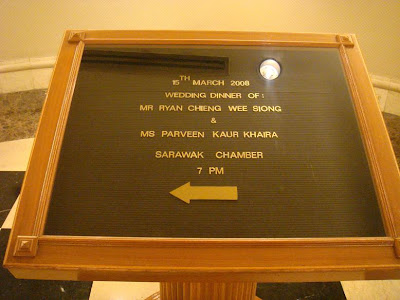 15TH MARCH 2008
WEDDING DINNER OF:
MR RYAN CHIENG WEE SIONG
&
MS PARVEEN KAUR KHAIRA
SARAWAK CHAMBER
7 PM